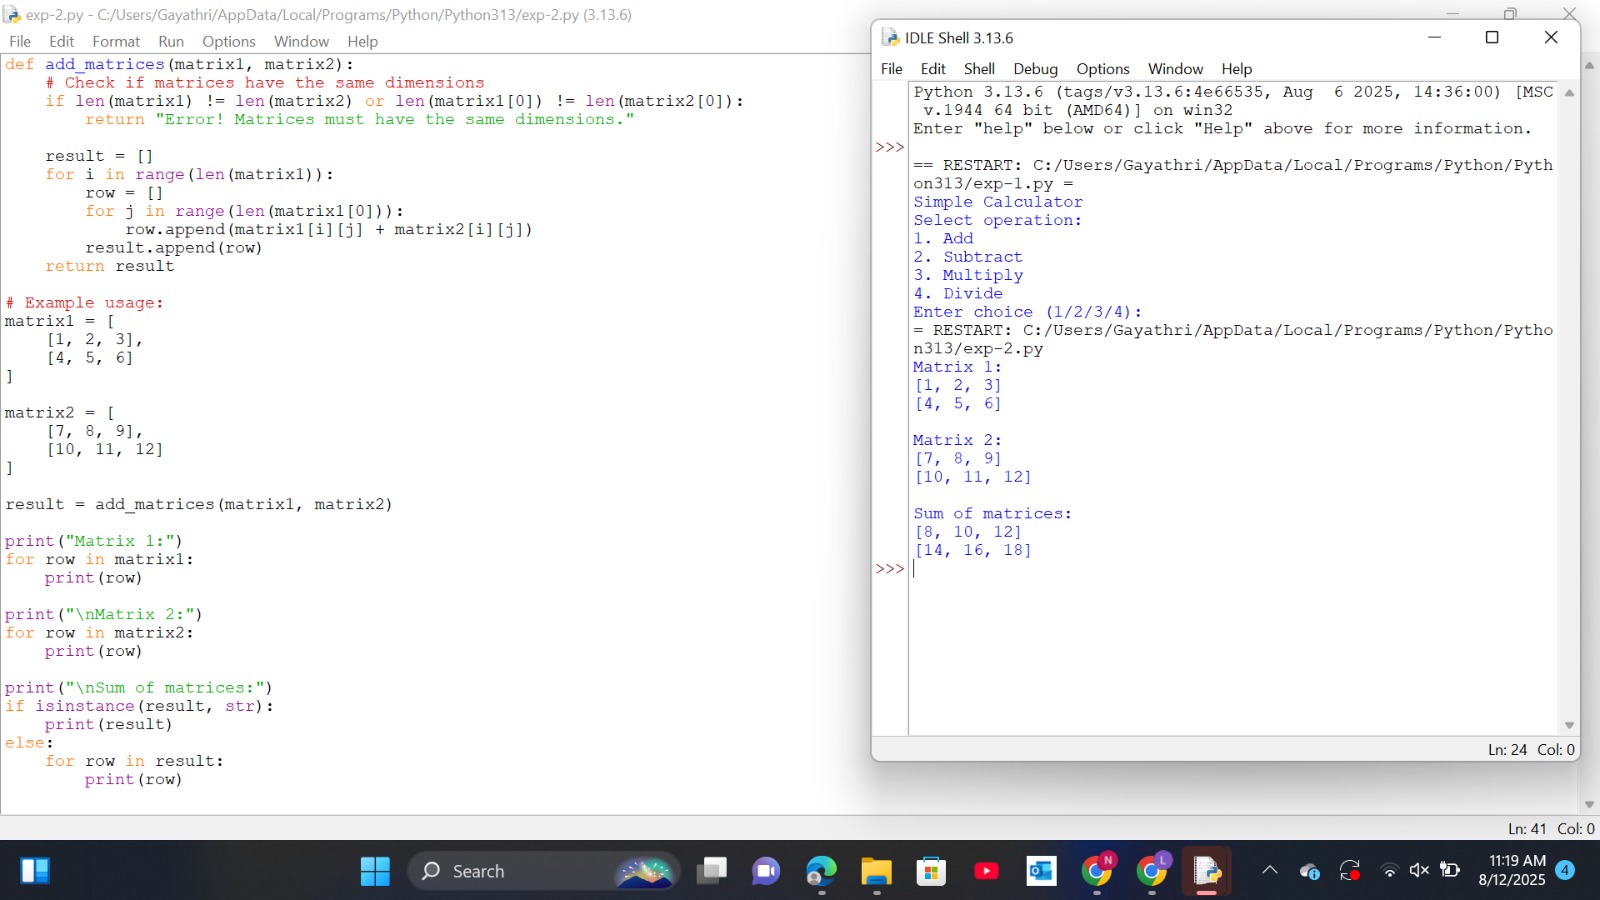 exp-2.py - C:/Users/Gayathri/AppData/Local/Programs/Python/Python313/exp-2.py (3.13.6)
File Edit Format Run Options Window Help
def add_matrices(matrix1, matrix2):
    # Check if matrices have the same dimensions
    if len(matrix1) != len(matrix2) or len(matrix1[0]) != len(matrix2[0]):
        return "Error! Matrices must have the same dimensions."

    result = []
    for i in range(len(matrix1)):
        row = []
        for j in range(len(matrix1[0])):
            row.append(matrix1[i][j] + matrix2[i][j])
        result.append(row)
    return result

# Example usage:
matrix1 = [
    [1, 2, 3],
    [4, 5, 6]
]

matrix2 = [
    [7, 8, 9],
    [10, 11, 12]
]

result = add_matrices(matrix1, matrix2)

print("Matrix 1:")
for row in matrix1:
    print(row)

print("\nMatrix 2:")
for row in matrix2:
    print(row)

print("\nSum of matrices:")
if isinstance(result, str):
    print(result)
else:
    for row in result:
        print(row)
Ln: 41 Col: 0
IDLE Shell 3.13.6
File Edit Shell Debug Options Window Help
Python 3.13.6 (tags/v3.13.6:4e66535, Aug  6 2025, 14:36:00) [MSC
 v.1944 64 bit (AMD64)] on win32
Enter "help" below or click "Help" above for more information.
>>>
== RESTART: C:/Users/Gayathri/AppData/Local/Programs/Python/Pyth
on313/exp-1.py =
Simple Calculator
Select operation:
1. Add
2. Subtract
3. Multiply
4. Divide
Enter choice (1/2/3/4):
= RESTART: C:/Users/Gayathri/AppData/Local/Programs/Python/Pytho
n313/exp-2.py
Matrix 1:
[1, 2, 3]
[4, 5, 6]

Matrix 2:
[7, 8, 9]
[10, 11, 12]

Sum of matrices:
[8, 10, 12]
[14, 16, 18]
>>>
Ln: 24 Col: 0
Search
N
L
11:19 AM
8/12/2025
4